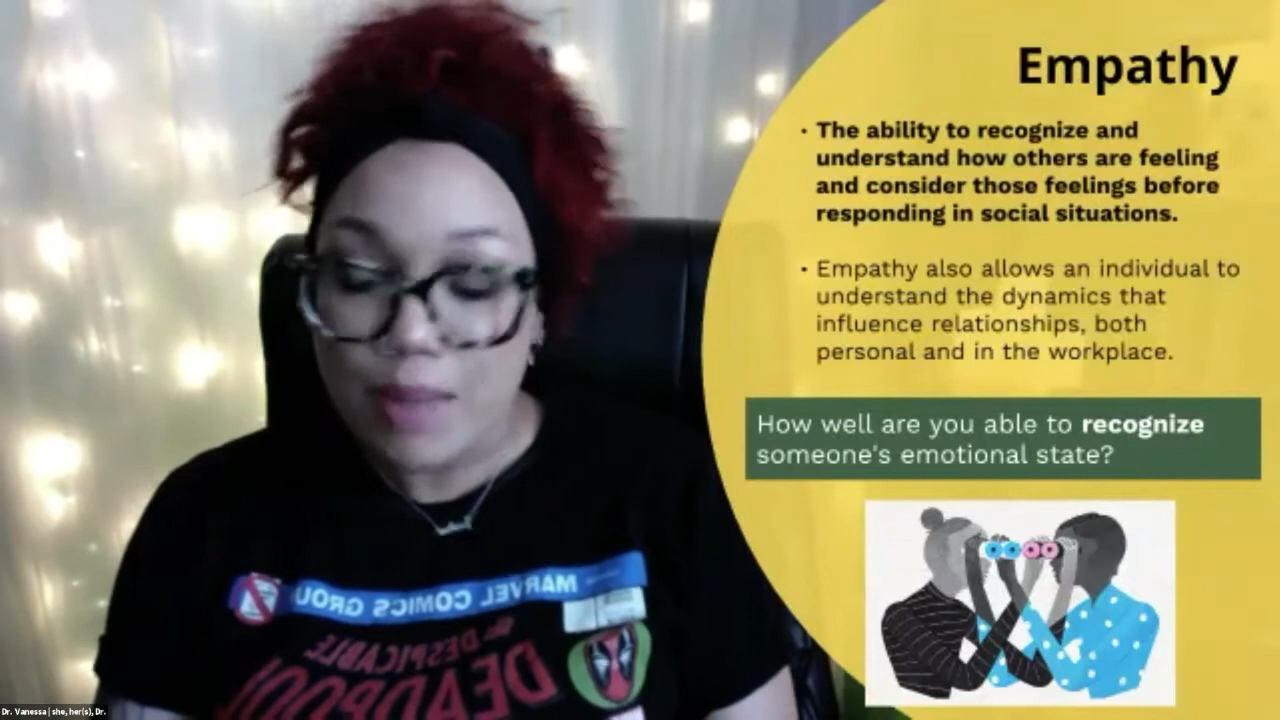 Empathy
· The ability to recognize and
understand how others are feeling
and consider those feelings before
responding in social situations.
· Empathy also allows an individual to
understand the dynamics that
influence relationships, both
personal and in the workplace.
How well are you able to recognize
someone's emotional state?
MARVEL COMICS GROU
DESPICABLE
DEADPOOL
Dr. Vanessa | she, her(s), Dr.